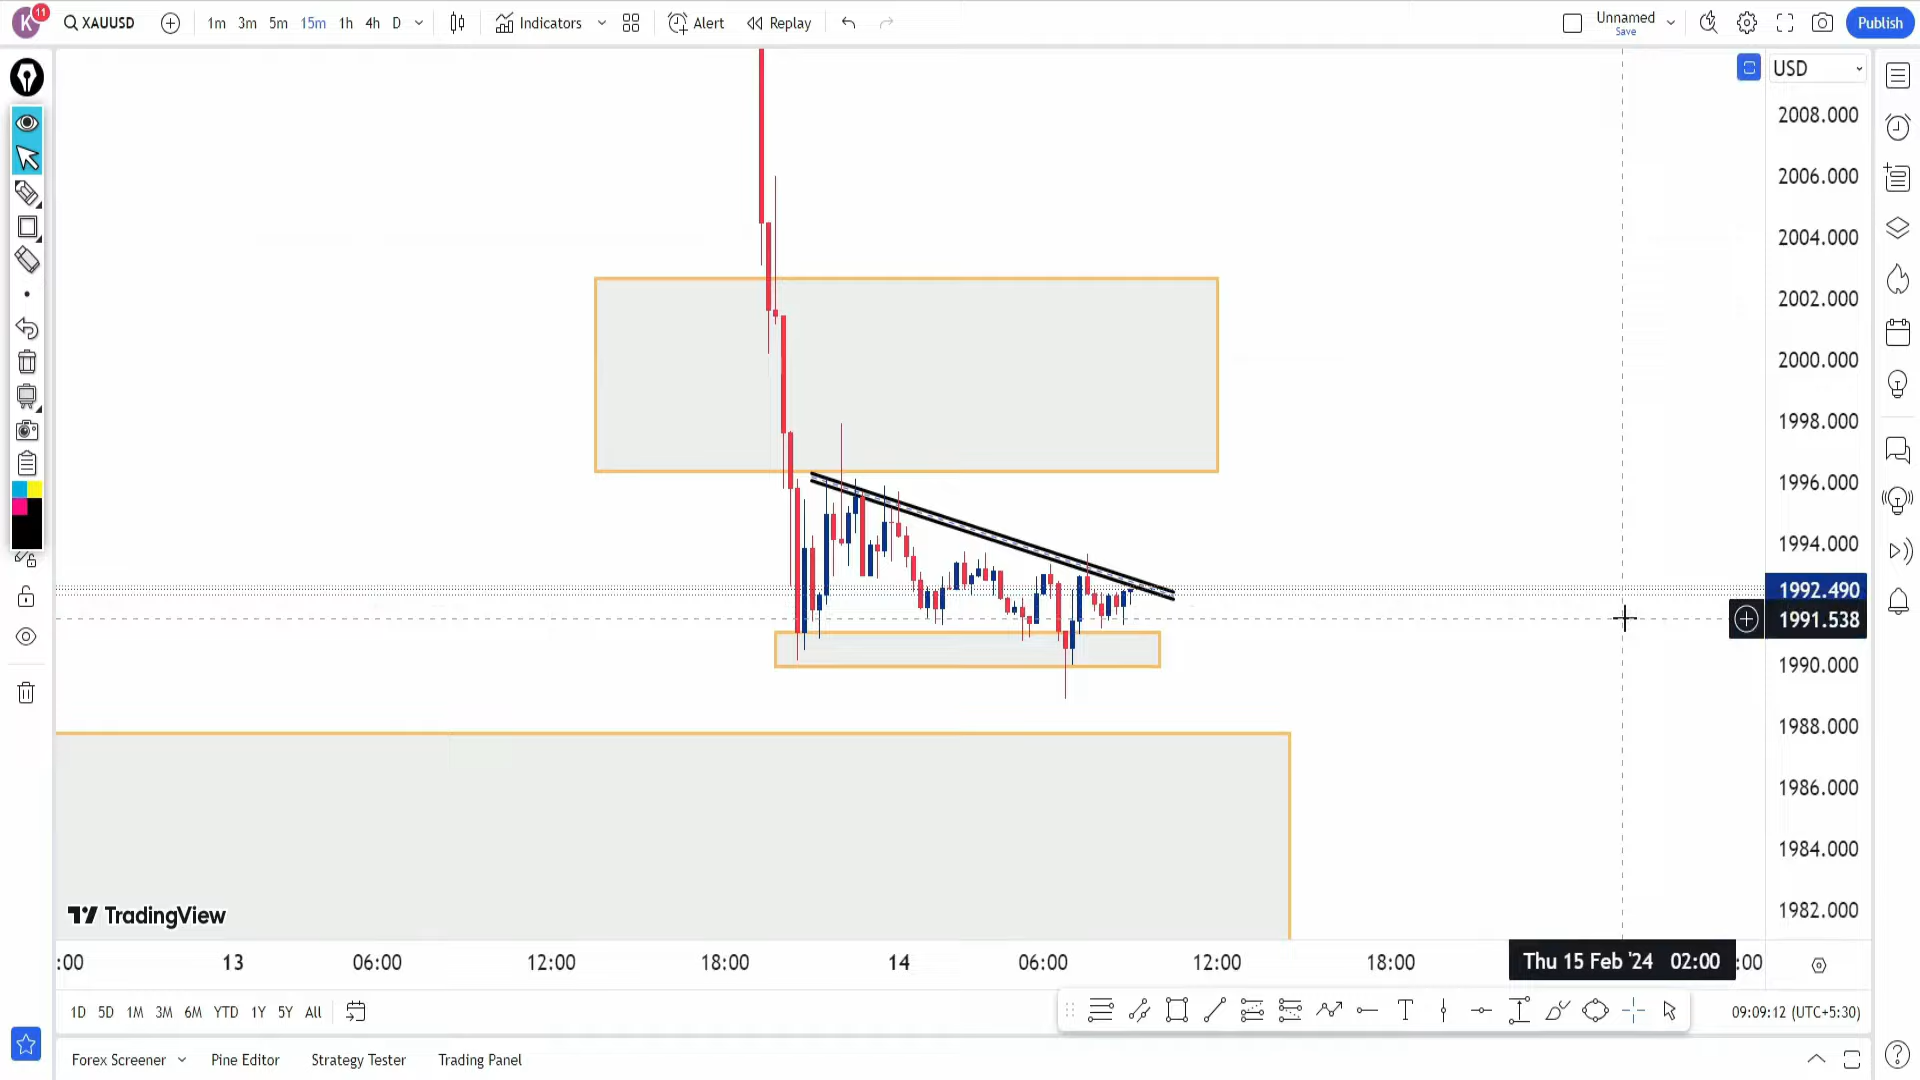 K 11 XAUUSD 1m 3m 5m 15m 1h 4h D Indicators Alert Replay Unnamed Publish
Save
USD
2008.000
2006.000
2004.000
2002.000
2000.000
1998.000
1996.000
1994.000
1992.490
1991.538
1990.000
1988.000
1986.000
1984.000
1982.000
TradingView
:00 13 06:00 12:00 18:00 14 06:00 12:00 18:00 Thu 15 Feb '24 02:00 :00
1D 5D 1M 3M 6M YTD 1Y 5Y All T 09:09:12 (UTC+5:30)
Forex Screener Pine Editor Strategy Tester Trading Panel